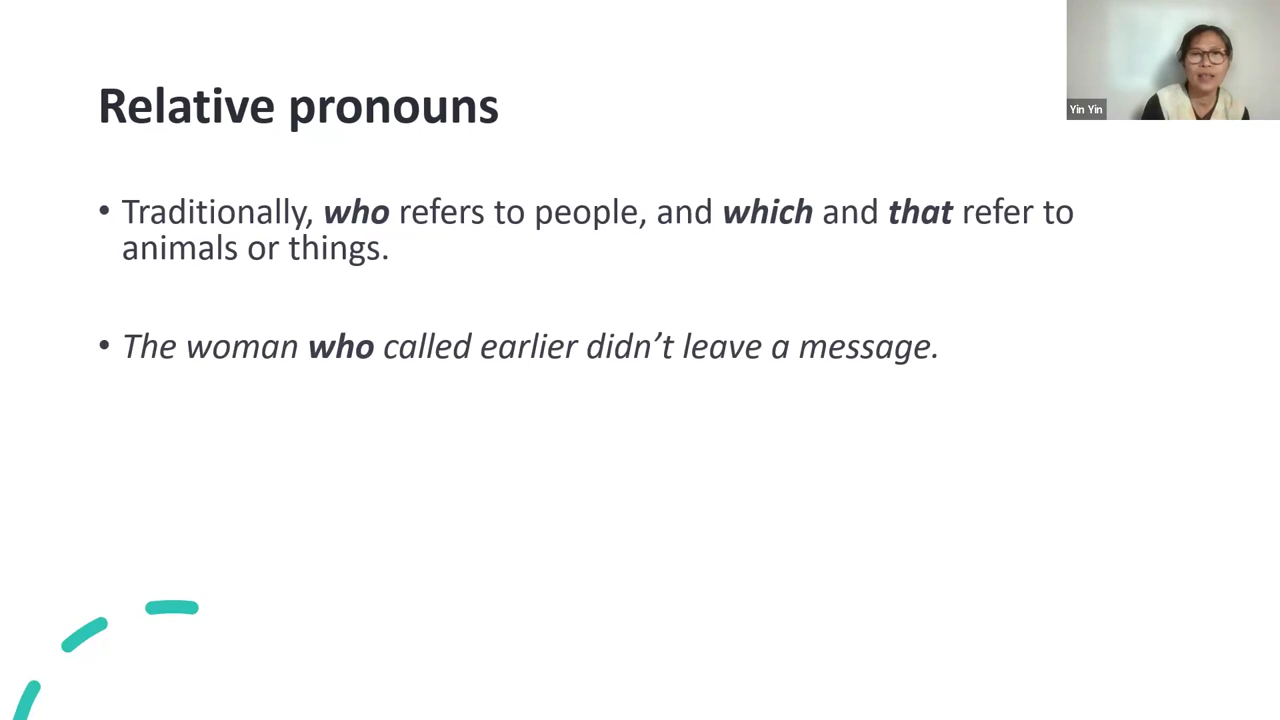 Relative pronouns
Yin Yin
• Traditionally, who refers to people, and which and that refer to
animals or things.
• The woman who called earlier didn’t leave a message.